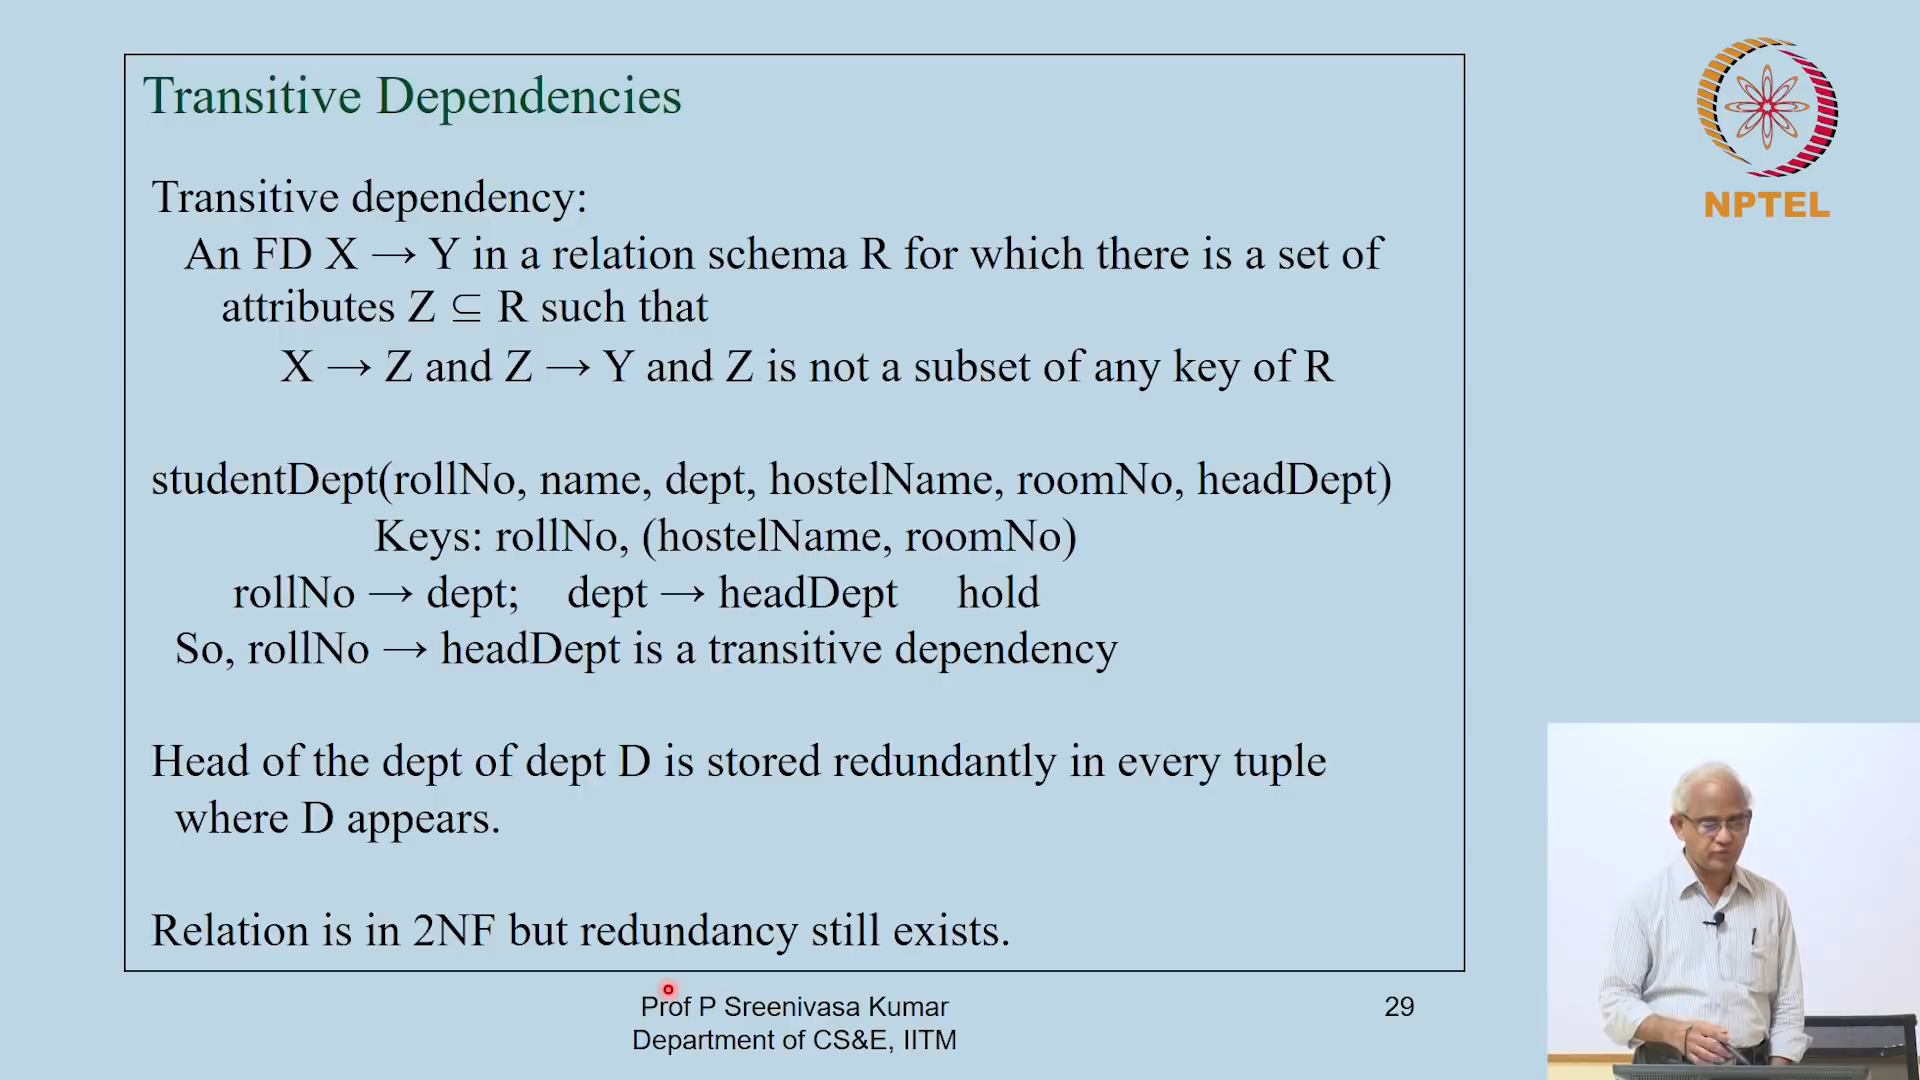 Transitive Dependencies
Transitive dependency:
An FD X → Y in a relation schema R for which there is a set of
attributes Z ⊆ R such that
X → Z and Z → Y and Z is not a subset of any key of R
studentDept(rollNo, name, dept, hostelName, roomNo, headDept)
Keys: rollNo, (hostelName, roomNo)
rollNo → dept; dept → headDept hold
So, rollNo → headDept is a transitive dependency
Head of the dept of dept D is stored redundantly in every tuple
where D appears.
Relation is in 2NF but redundancy still exists.
Prof P Sreenivasa Kumar
Department of CS&E, IITM
29
NPTEL